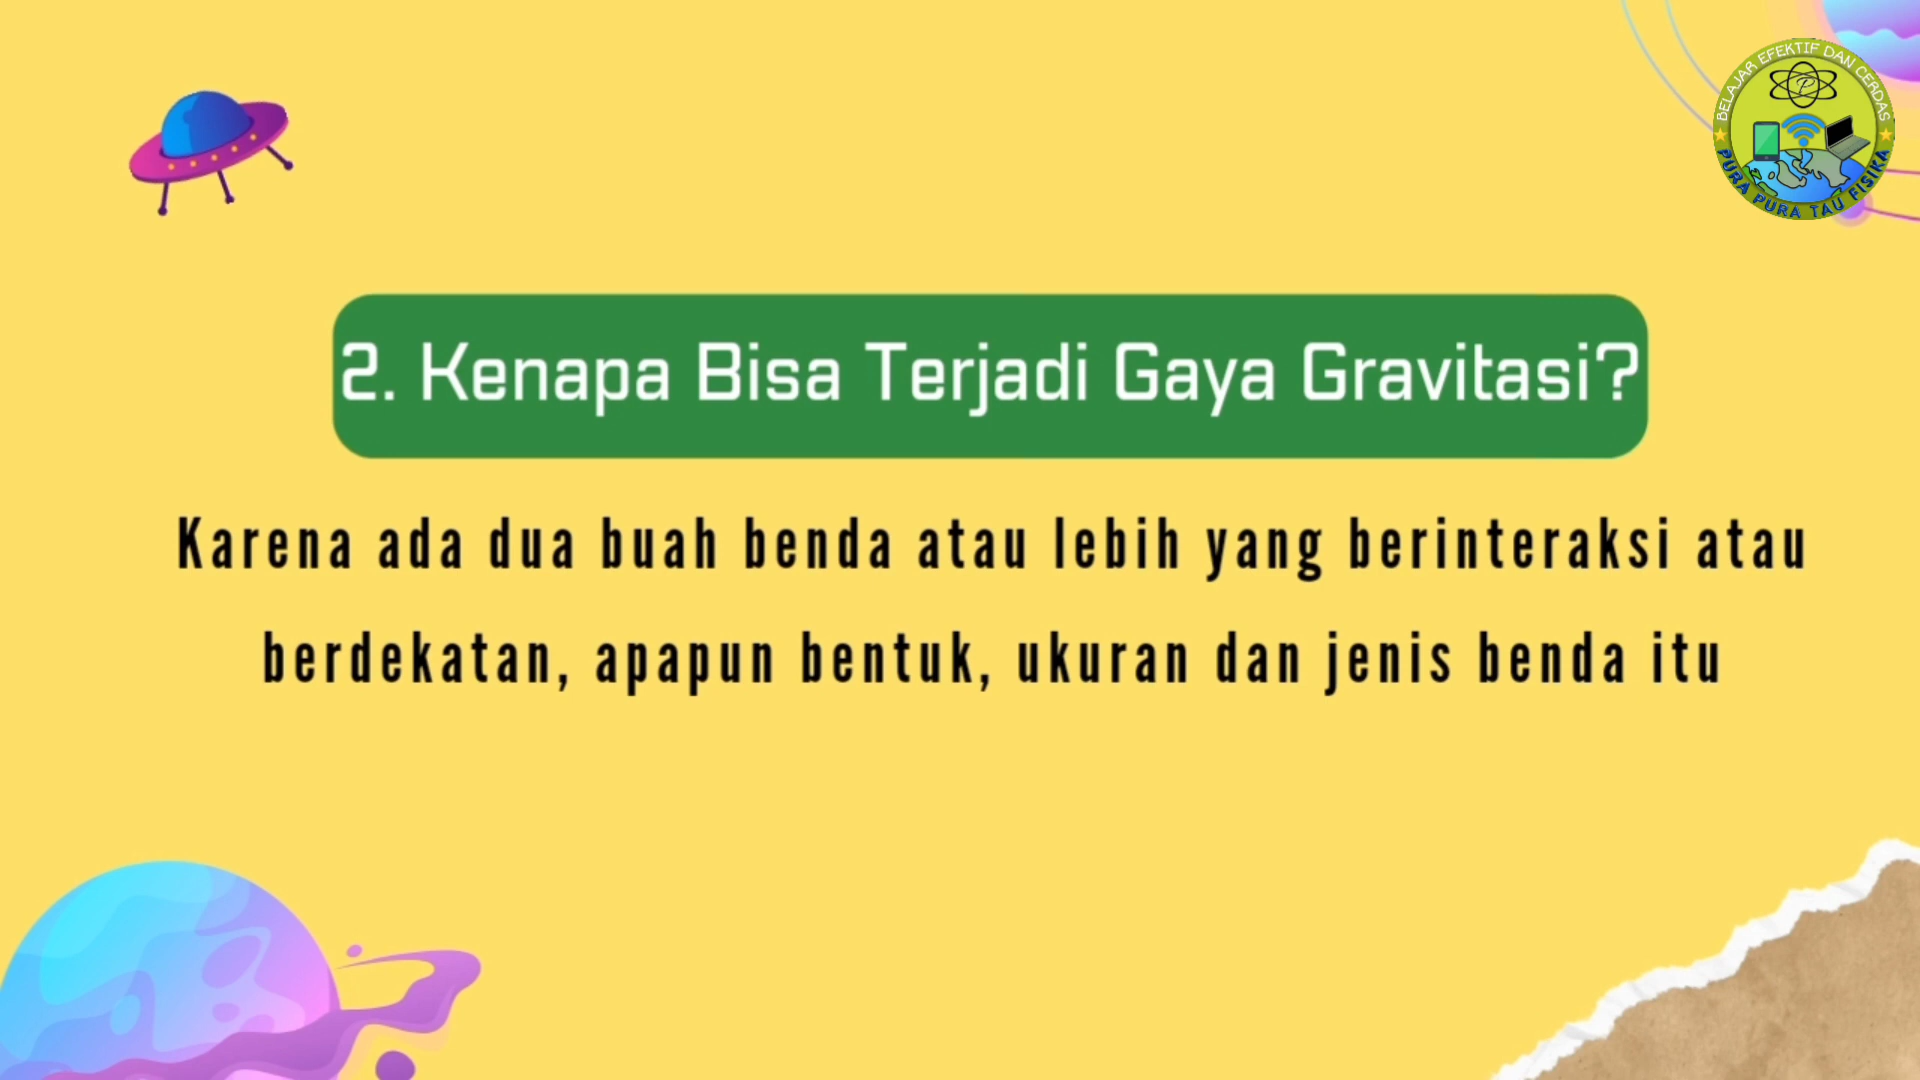 BELAJAR EFEKTIF DAN CERDAS
PURA PURA TAU FISIKA
2. Kenapa Bisa Terjadi Gaya Gravitasi?
Karena ada dua buah benda atau lebih yang berinteraksi atau
berdekatan, apapun bentuk, ukuran dan jenis benda itu